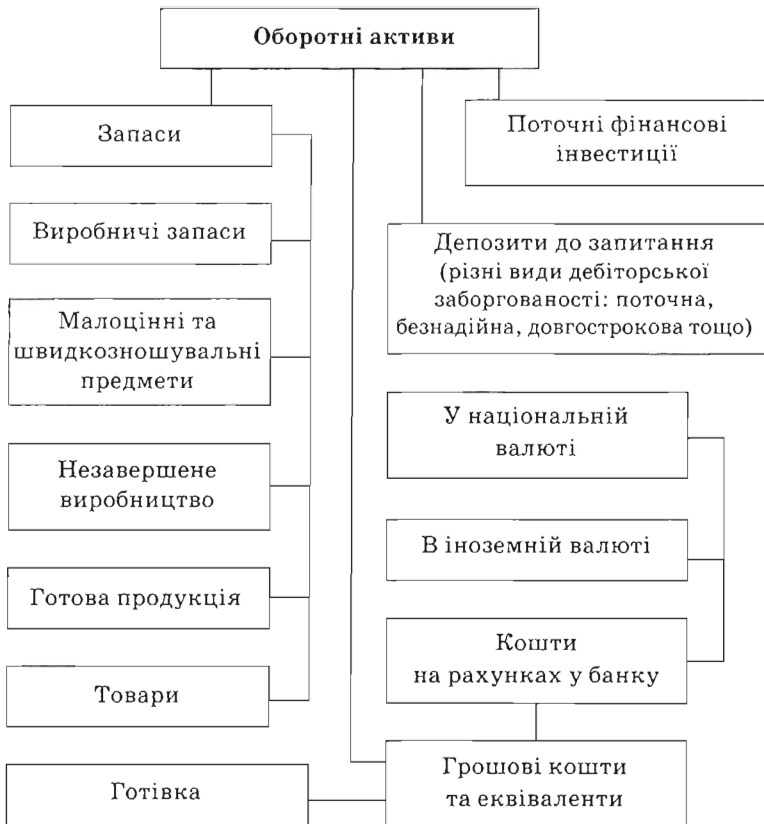 Оборотні активи
Запаси
Виробничі запаси
Малоцінні та
швидкозношувальні
предмети
Незавершене
виробництво
Готова продукція
Товари
Готівка
Поточні фінансові
інвестиції
Депозити до запитання
(різні види дебіторської
заборгованості: поточна,
безнадійна, довгострокова тощо)
У національній
валюті
В іноземній валюті
Кошти
на рахунках у банку
Грошові кошти
та еквіваленти